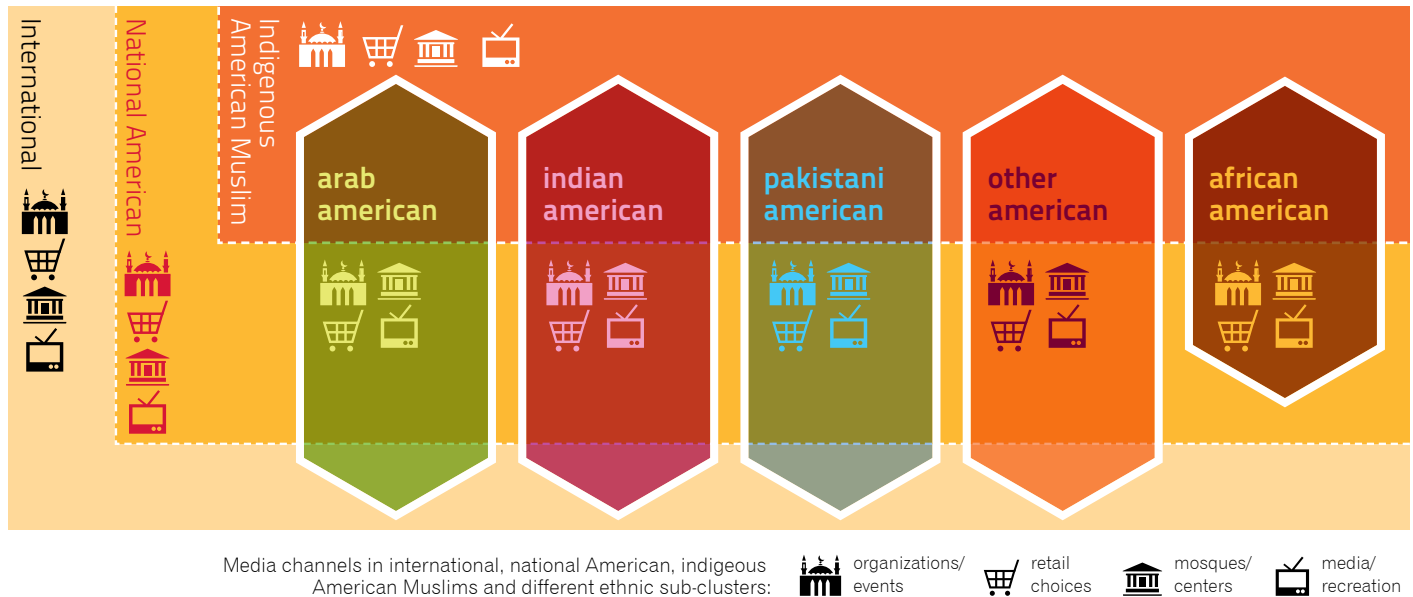 International
National American
Indigenous
American Muslim
arab
american
indian
american
pakistani
american
other
american
african
american
Media channels in international, national American, indigeous
American Muslims and different ethnic sub-clusters:
organizations/
events
retail
choices
mosques/
centers
media/
recreation